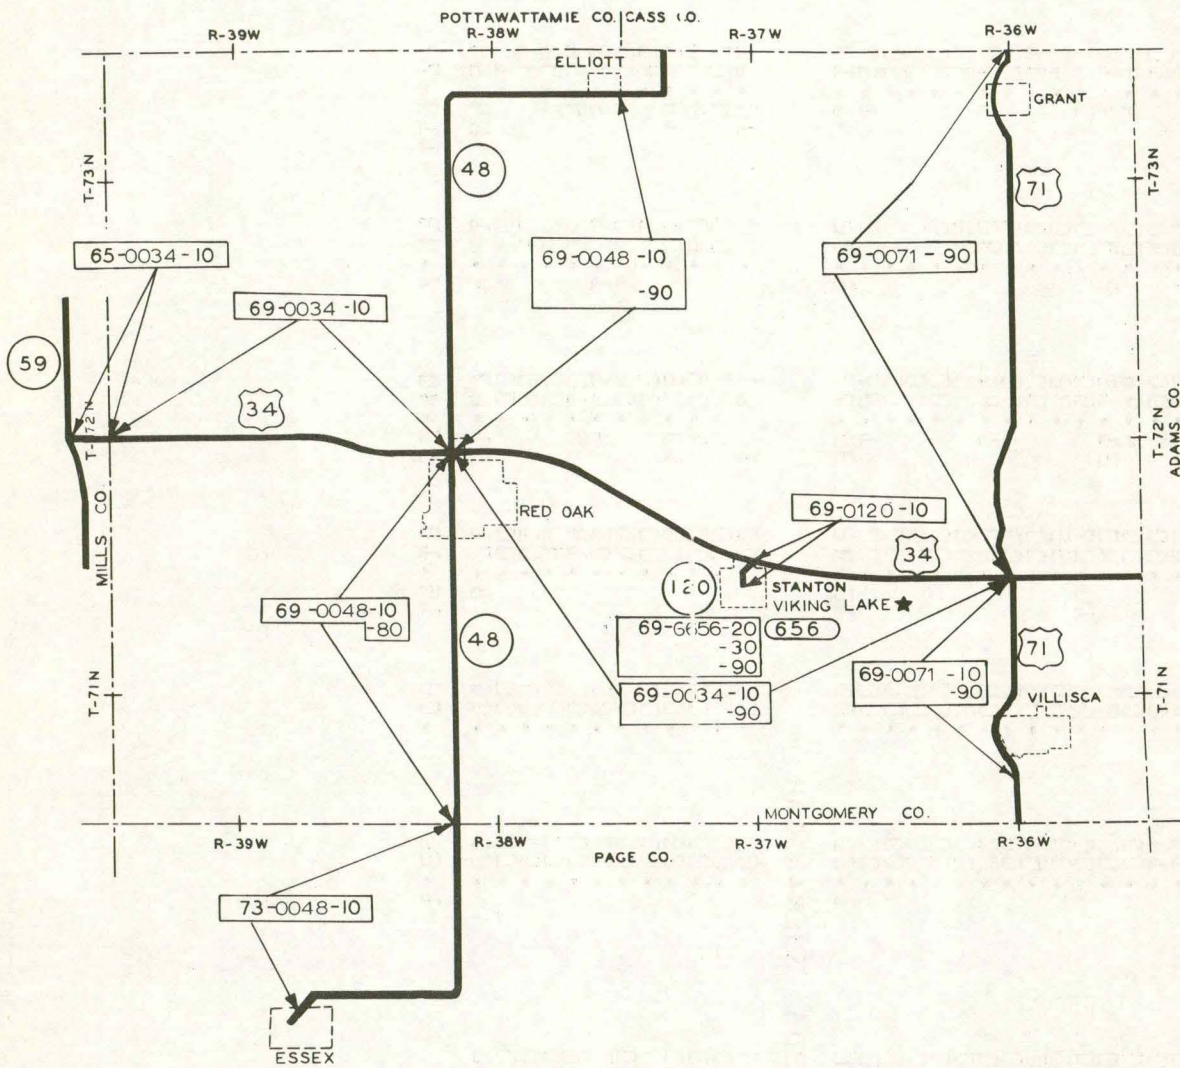 POTTAWATTAMIE CO. CASS CO.
R-39W
R-38W
R-37W
R-36W
ELLIOTT
GRANT
48
T-73N
T-73N
71
65-0034-10
69-0048-10
-90
69-0071-90
69-0034-10
59
34
T-72N
T-72N
ADAMS CO.
RED OAK
69-0120-10
34
MILLS CO.
120
STANTON
VIKING LAKE ★
69-0048-10
-80
48
69-6656-20
-30
-90
656
71
69-0034-10
-90
69-0071-10
-90
VILLISCA
T-71N
T-71N
MONTGOMERY CO.
R-39W
R-38W
R-37W
R-36W
PAGE CO.
73-0048-10
ESSEX